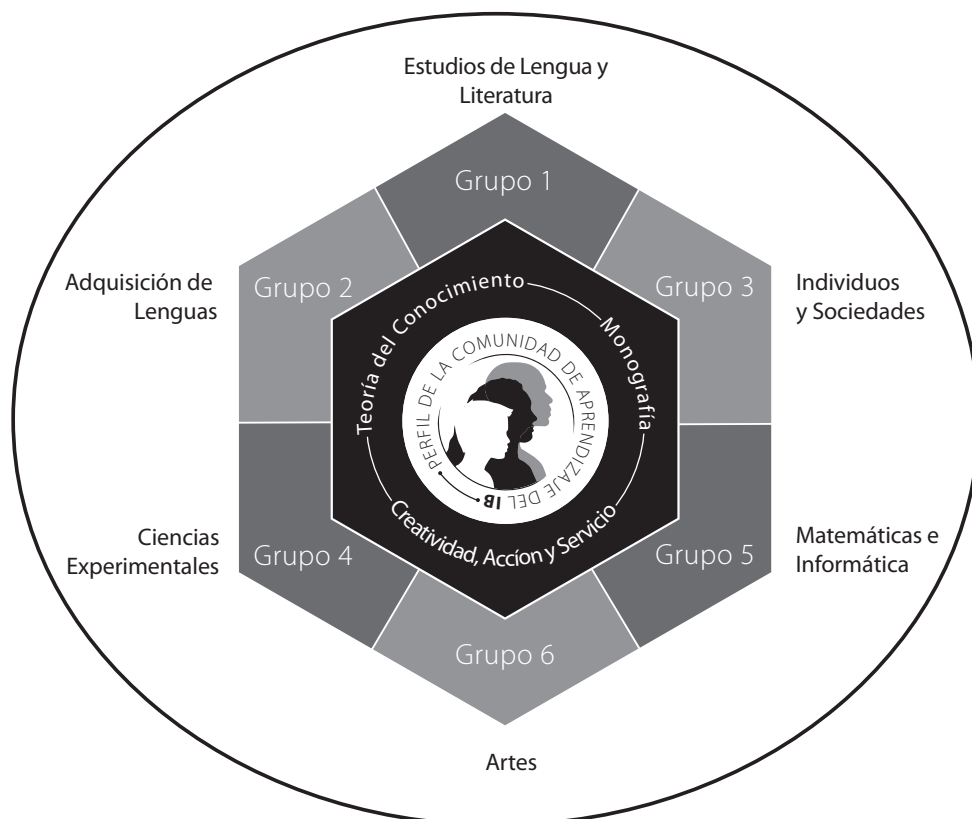 Estudios de Lengua y
Literatura
Grupo 1
Adquisición de
Lenguas
Grupo 2
Grupo 3
Individuos
y Sociedades
Teoría del Conocimiento
Monografía
PERFIL DE LA COMUNIDAD DE APRENDIZAJE DEL IB
Creatividad, Accíon y Servicio
Ciencias
Experimentales
Grupo 4
Grupo 5
Matemáticas e
Informática
Grupo 6
Artes